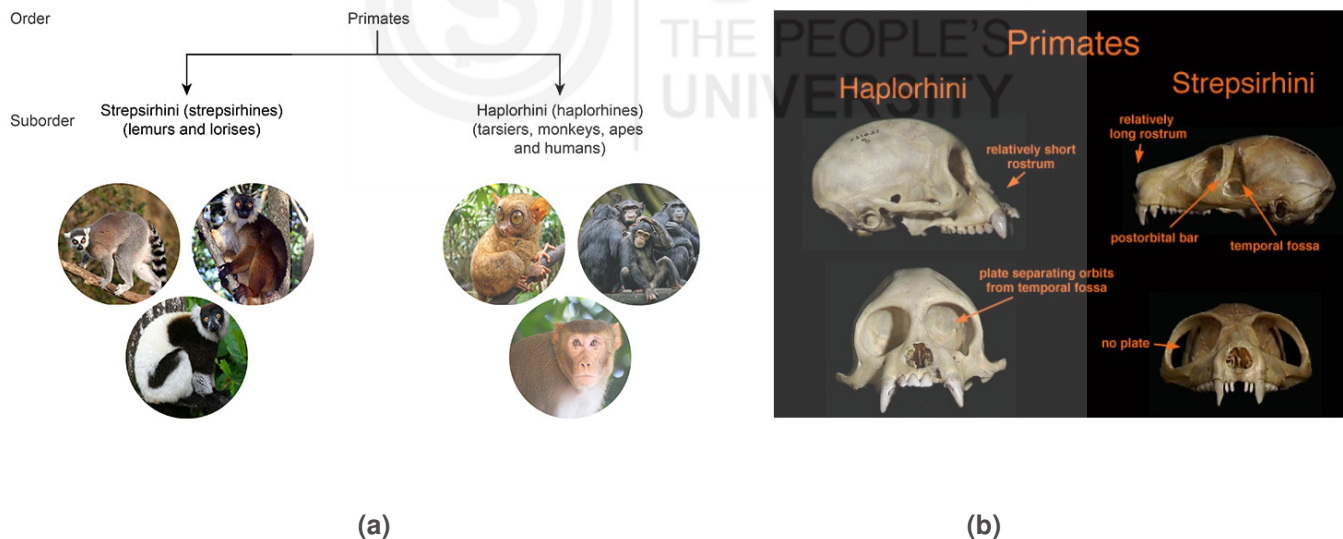 Order
Primates
Suborder
Strepsirhini (strepsirhines)
(lemurs and lorises)
Haplorhini (haplorhines)
(tarsiers, monkeys, apes
and humans)
THE PEOPLE'S
UNIVERSITY
Primates
Haplorhini
Strepsirhini
relatively short
rostrum
relatively
long rostrum
postorbital bar
temporal fossa
plate separating orbits
from temporal fossa
no plate
(a)
(b)